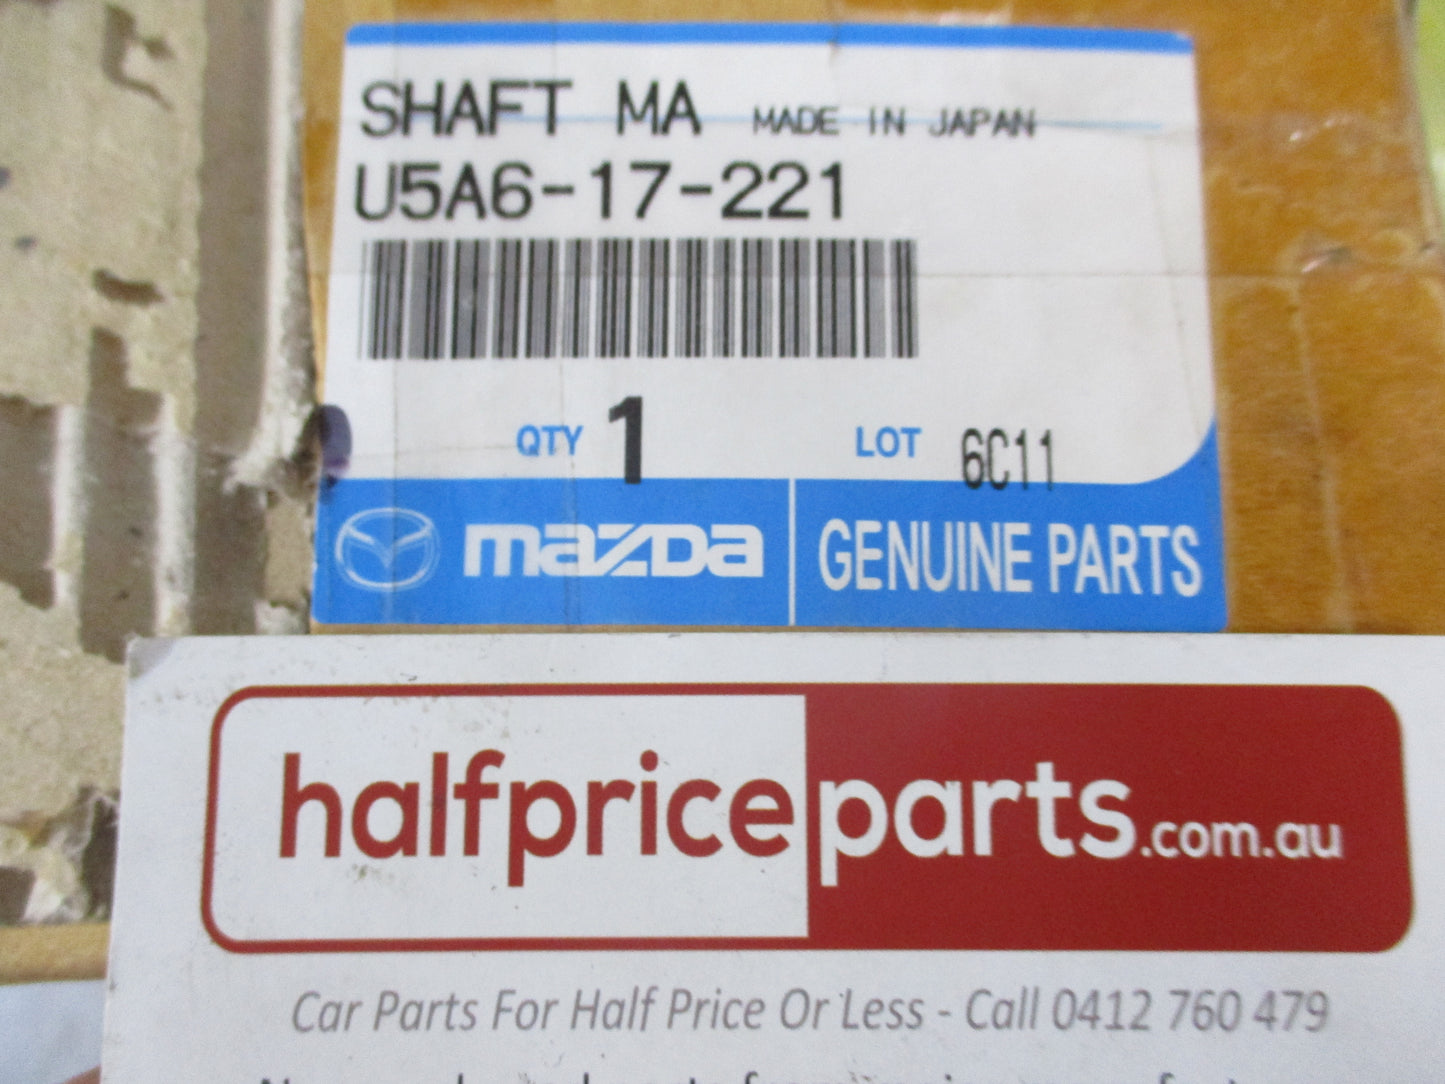 SHAFT MA MADE IN JAPAN
U5A6-17-221
QTY 1 LOT 6C11
mazda GENUINE PARTS
halfpriceparts.com.au
Car Parts For Half Price Or Less - Call 0412 760 479